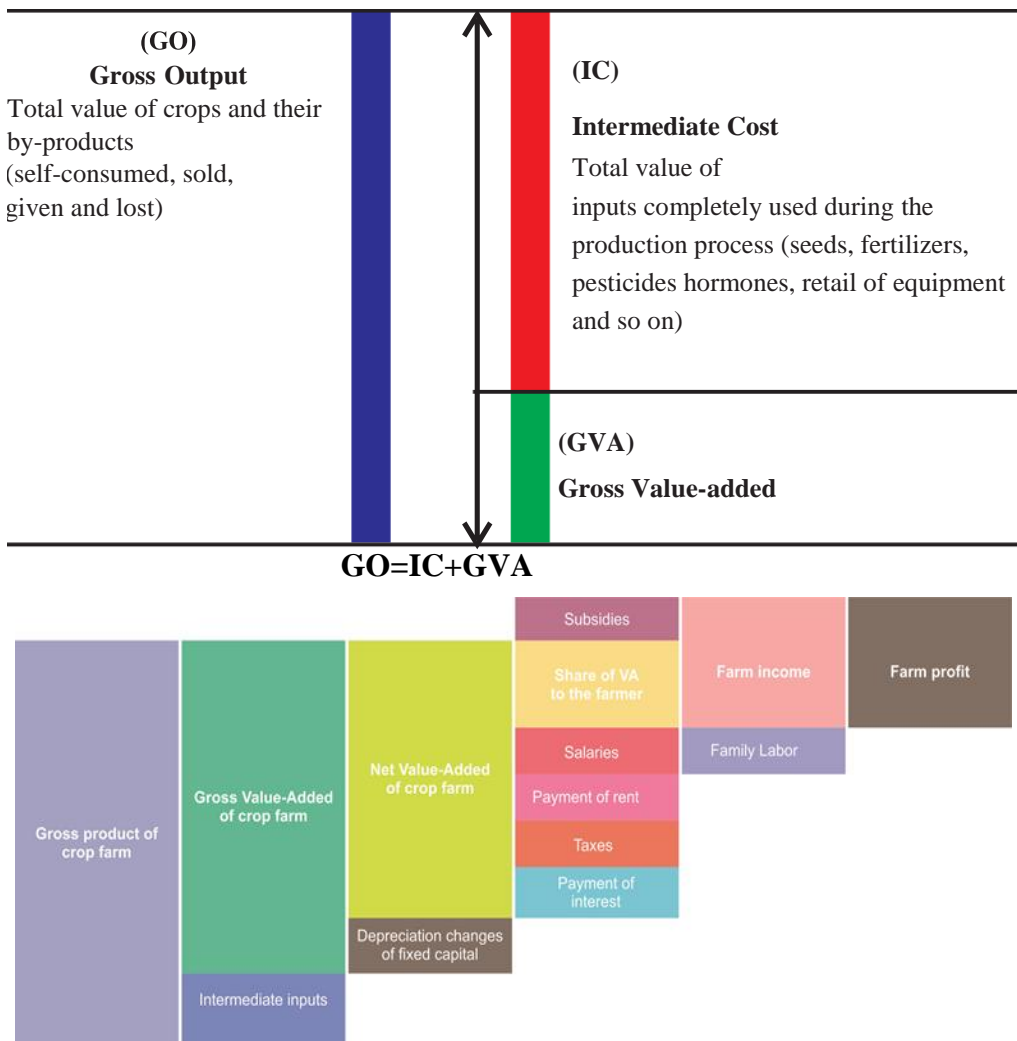 (GO)
Gross Output
Total value of crops and their
by-products
(self-consumed, sold,
given and lost)
(IC)
Intermediate Cost
Total value of
inputs completely used during the
production process (seeds, fertilizers,
pesticides hormones, retail of equipment
and so on)
(GVA)
Gross Value-added
GO=IC+GVA
Gross product of
crop farm
Gross Value-Added
of crop farm
Intermediate inputs
Net Value-Added
of crop farm
Depreciation changes
of fixed capital
Subsidies
Share of VA
to the farmer
Salaries
Payment of rent
Taxes
Payment of
interest
Farm income
Family Labor
Farm profit